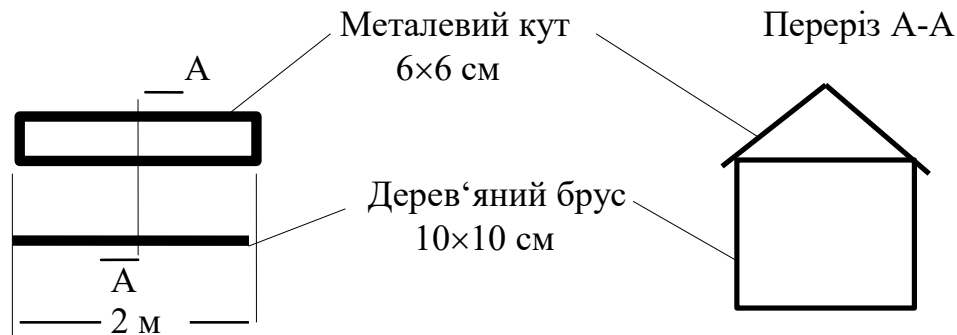 Металевий кут
6×6 см
Переріз А-А
А
Дерев‘яний брус
10×10 см
А
2 м